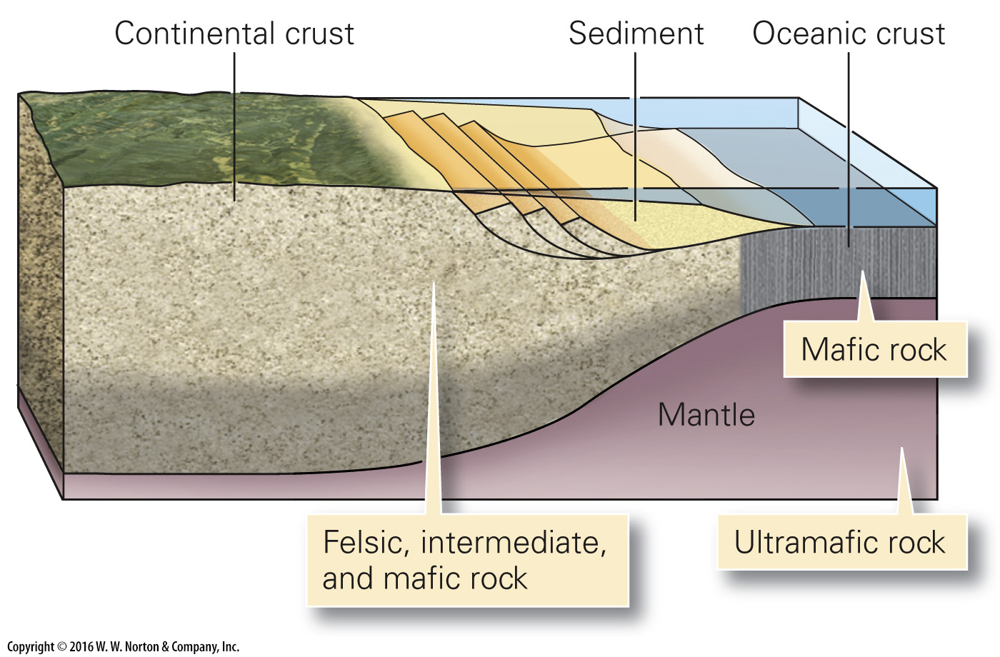 Continental crust
Sediment
Oceanic crust
Mafic rock
Mantle
Felsic, intermediate,
and mafic rock
Ultramafic rock
Copyright © 2016 W. W. Norton & Company, Inc.